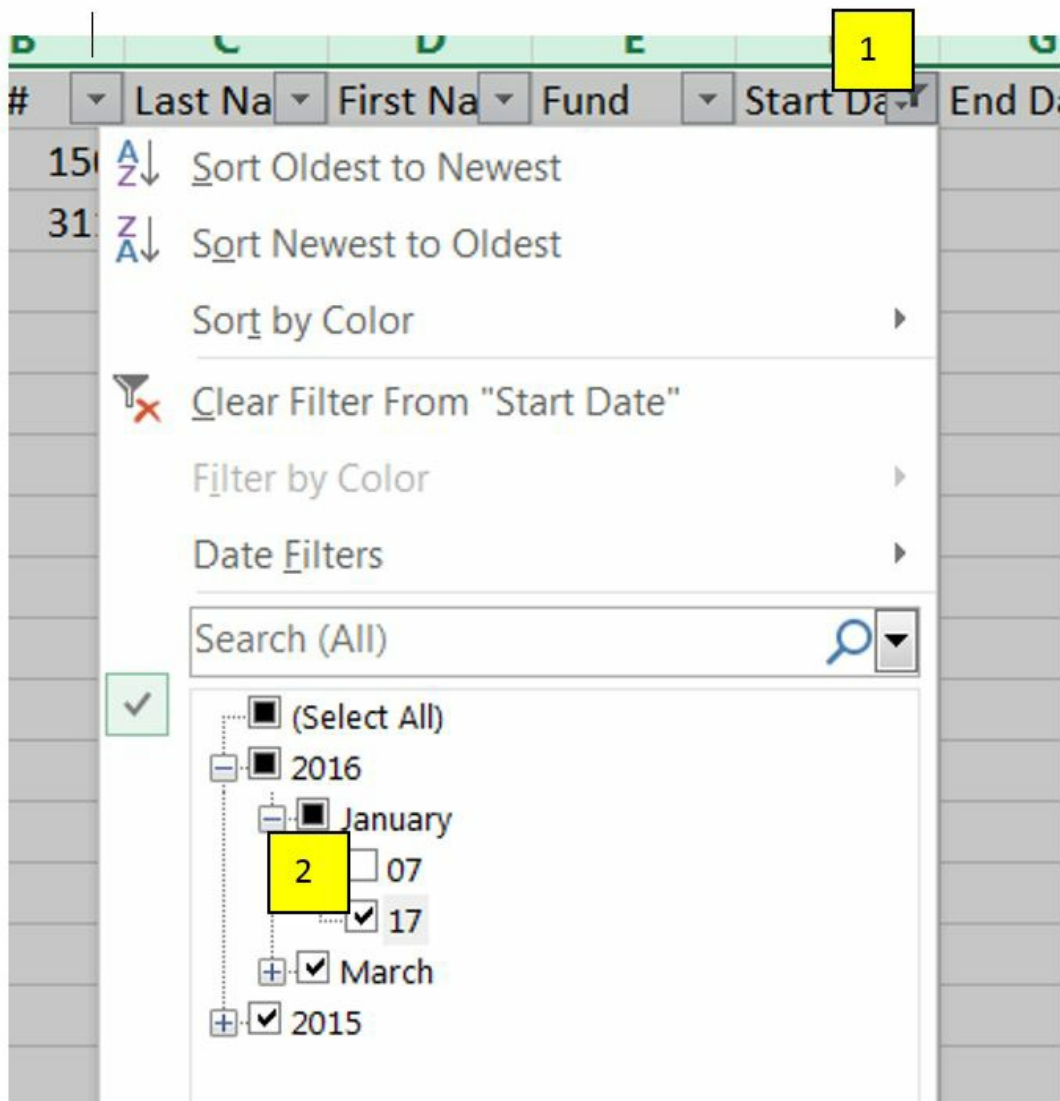 B C D E G
1
# Last Na First Na Fund Start Da End Da
150
Sort Oldest to Newest
311
Sort Newest to Oldest
Sort by Color
Clear Filter From "Start Date"
Filter by Color
Date Filters
Search (All)
(Select All)
2016
January
2
07
17
March
2015